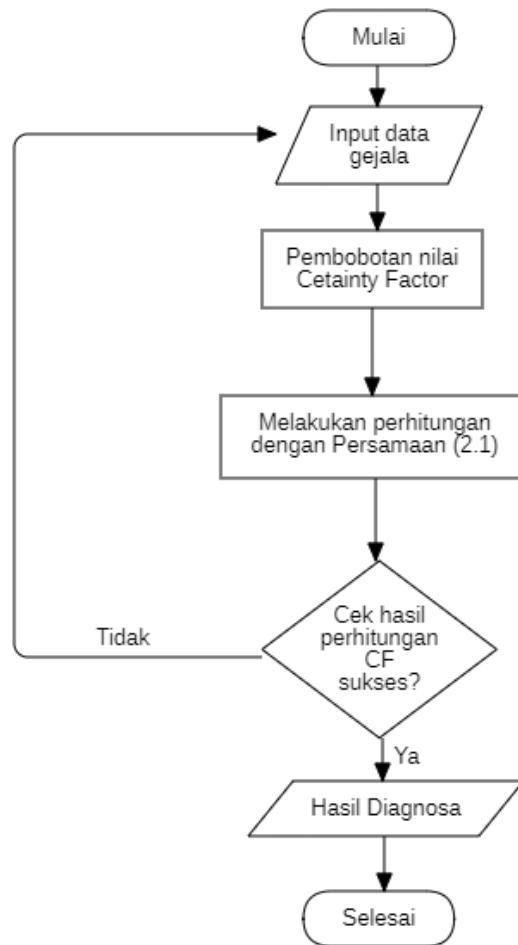 Mulai
Input data
gejala
Pembobotan nilai
Cetainty Factor
Melakukan perhitungan
dengan Persamaan (2.1)
Cek hasil
perhitungan
CF
sukses?
Tidak
Ya
Hasil Diagnosa
Selesai